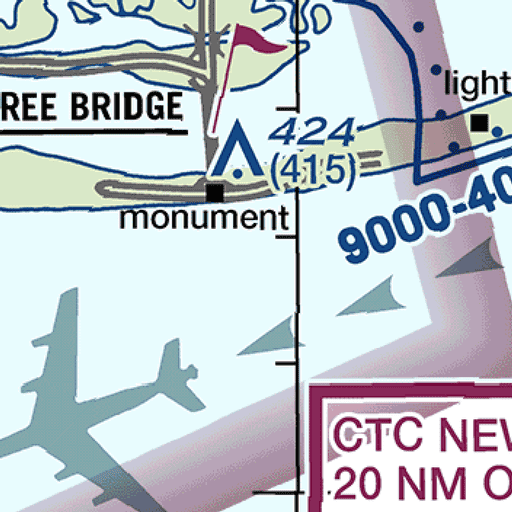 light
REE BRIDGE
424
(415)
monument
9000-40
CTC NEW
20 NM O